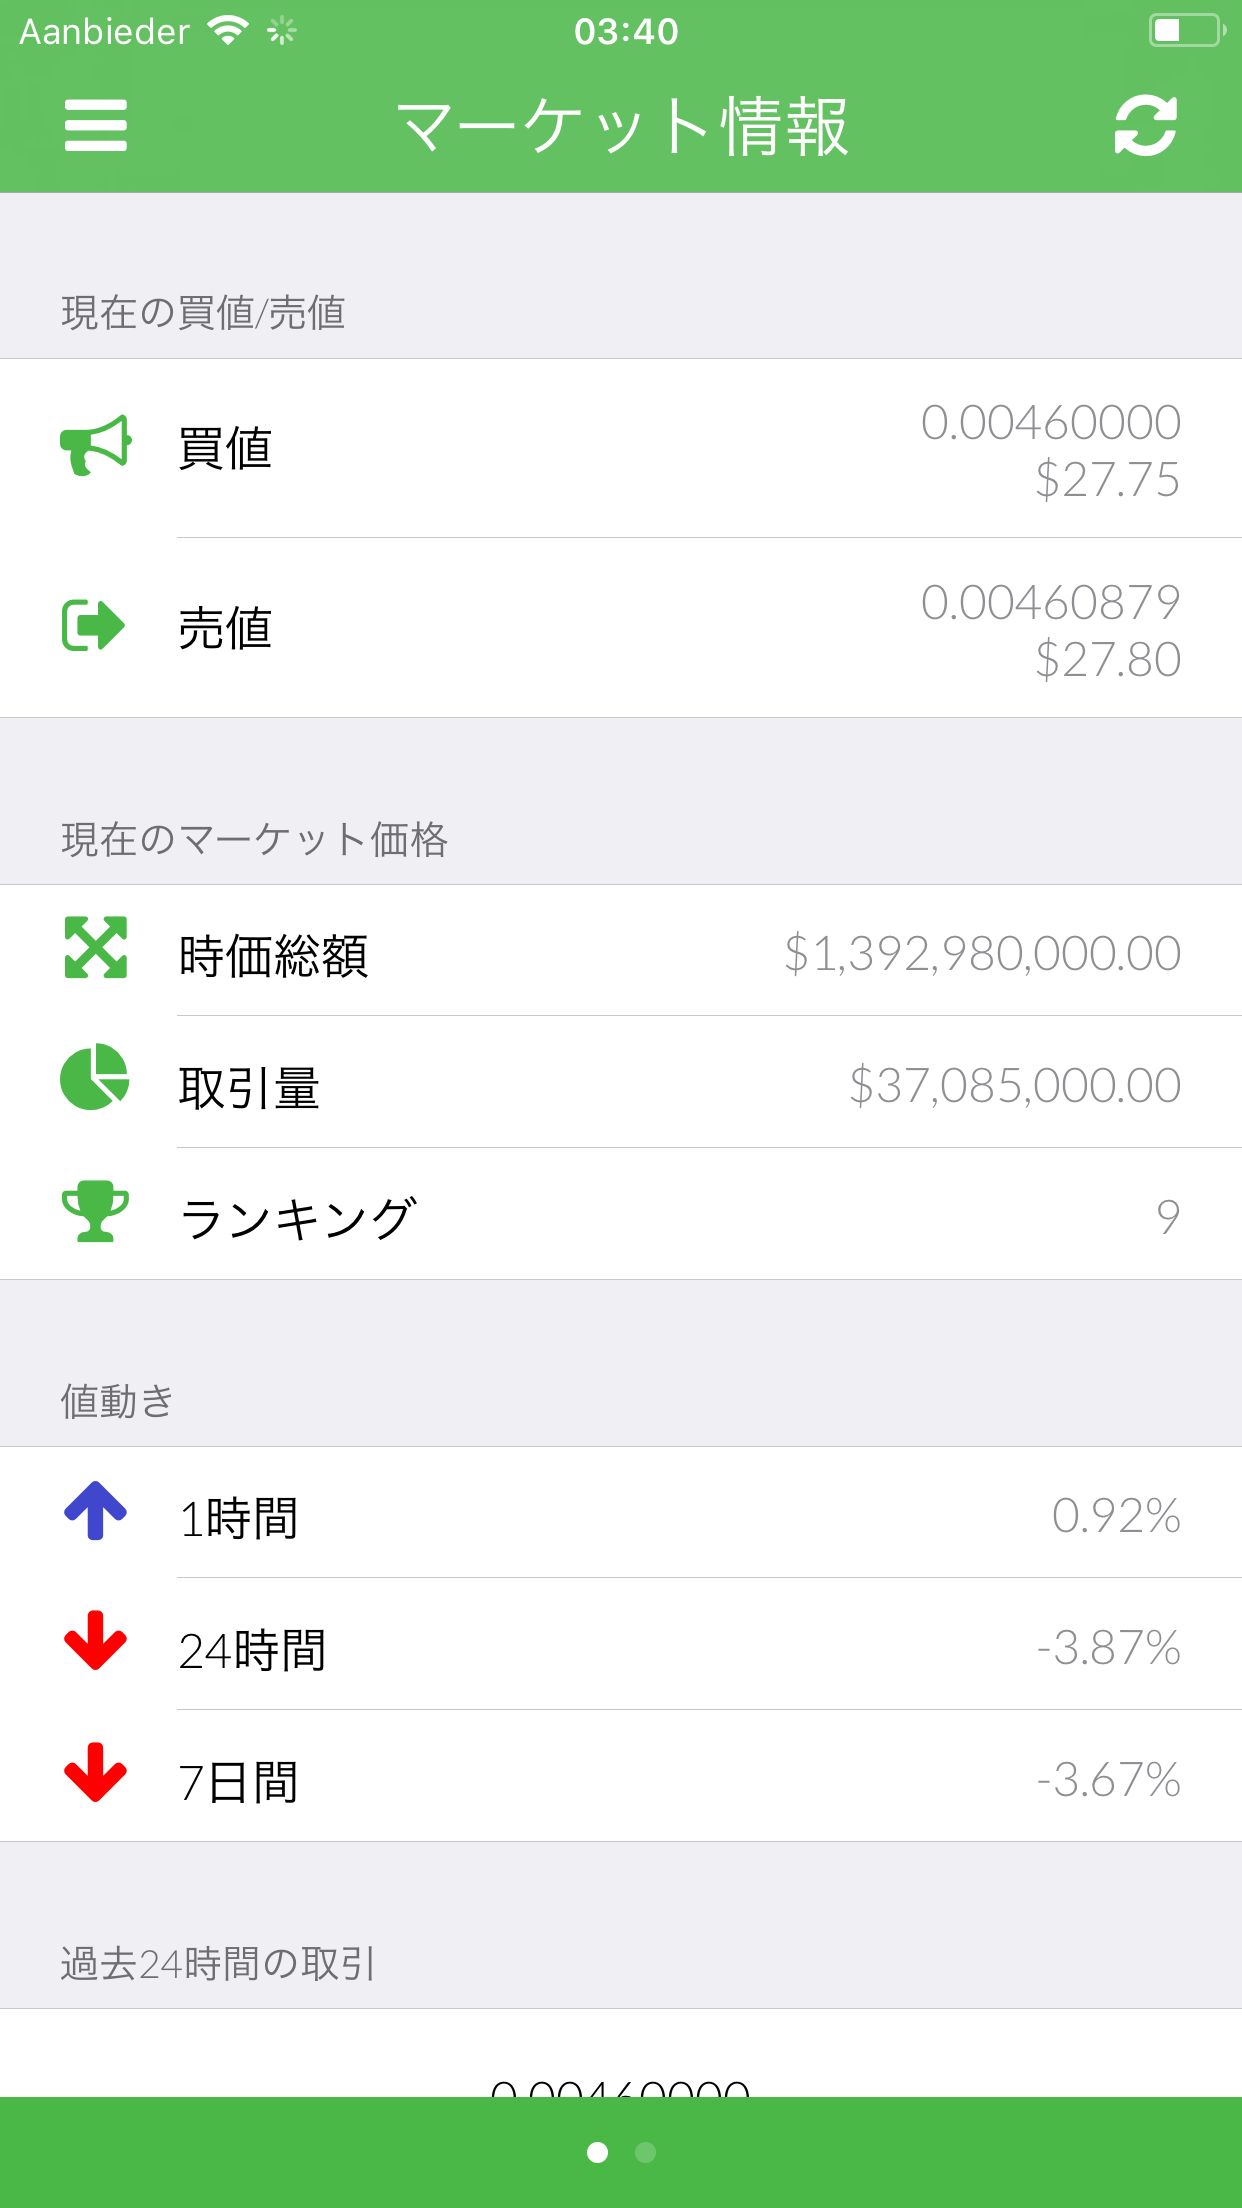 Aanbieder 03:40
マーケット情報
現在の買値/売値
買値 0.00460000
$27.75
売値 0.00460879
$27.80
現在のマーケット価格
時価総額 $1,392,980,000.00
取引量 $37,085,000.00
ランキング 9
値動き
1時間 0.92%
24時間 -3.87%
7日間 -3.67%
過去24時間の取引
0.00460000